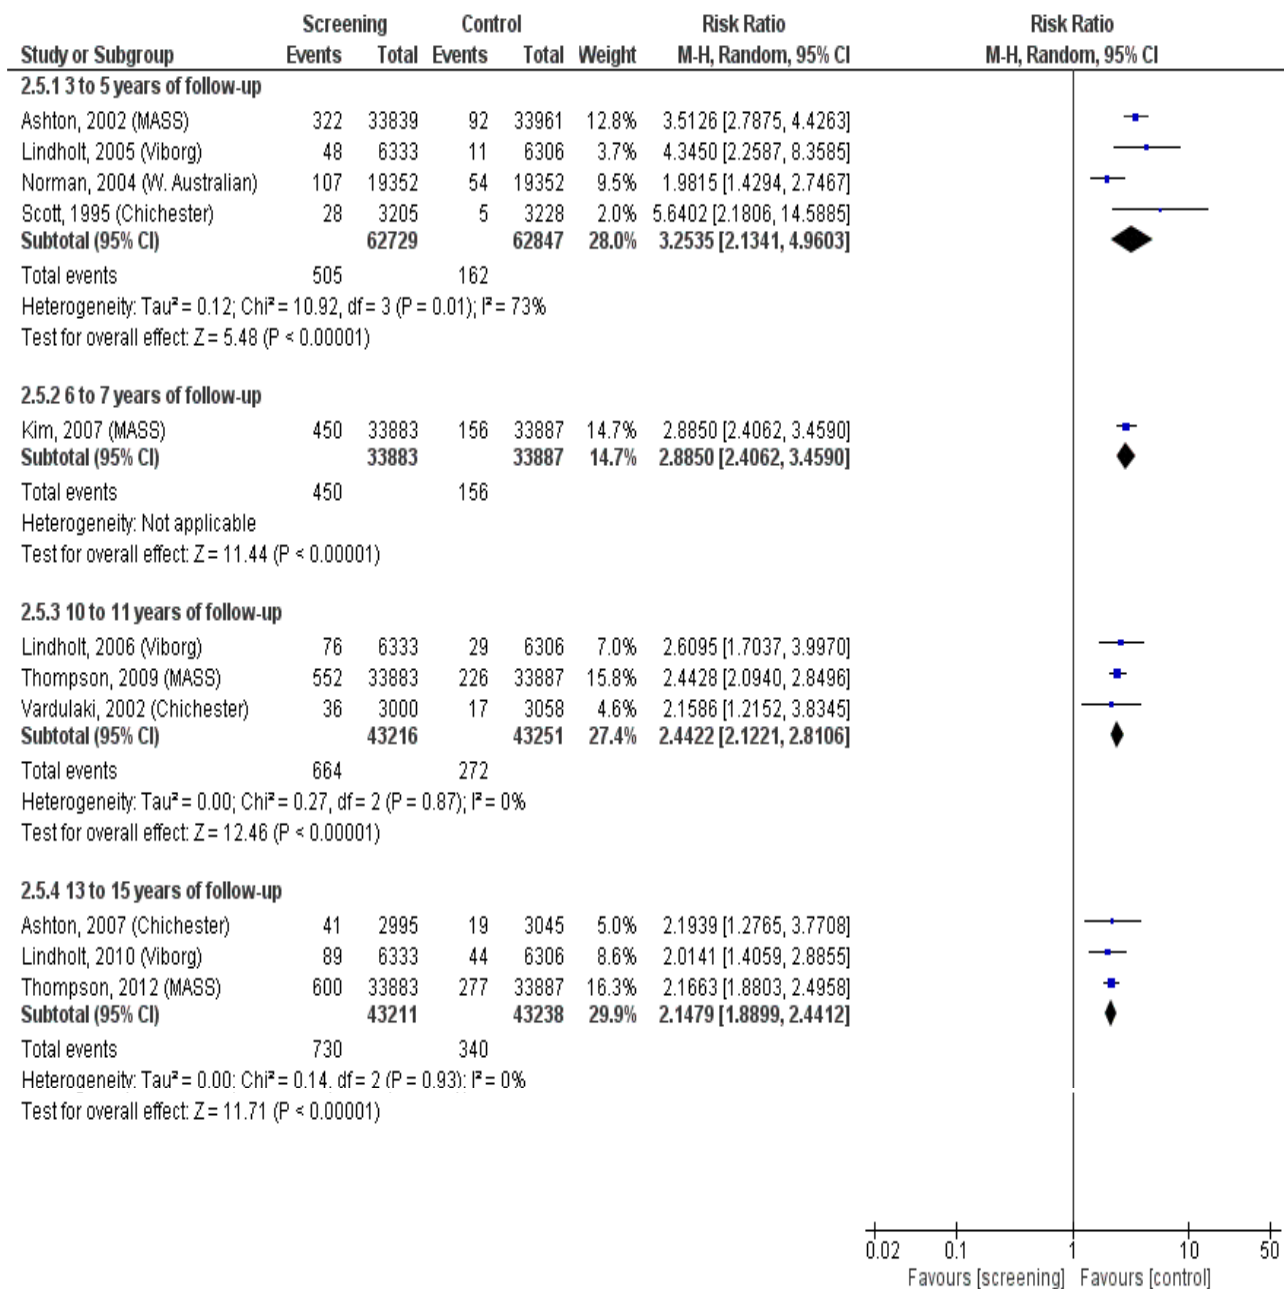 Screening Control Risk Ratio Risk Ratio
Study or Subgroup Events Total Events Total Weight M-H, Random, 95% CI M-H, Random, 95% CI
2.5.1 3 to 5 years of follow-up
Ashton, 2002 (MASS) 322 33839 92 33961 12.8% 3.5126 [2.7875, 4.4263]
Lindholt, 2005 (Viborg) 48 6333 11 6306 3.7% 4.3450 [2.2587, 8.3585]
Norman, 2004 (W. Australian) 107 19352 54 19352 9.5% 1.9815 [1.4294, 2.7467]
Scott, 1995 (Chichester) 28 3205 5 3228 2.0% 5.6402 [2.1806, 14.5885]
Subtotal (95% CI) 62729 62847 28.0% 3.2535 [2.1341, 4.9603]
Total events 505 162
Heterogeneity: Tau² = 0.12; Chi² = 10.92, df = 3 (P = 0.01); I² = 73%
Test for overall effect: Z = 5.48 (P < 0.00001)
2.5.2 6 to 7 years of follow-up
Kim, 2007 (MASS) 450 33883 156 33887 14.7% 2.8850 [2.4062, 3.4590]
Subtotal (95% CI) 33883 33887 14.7% 2.8850 [2.4062, 3.4590]
Total events 450 156
Heterogeneity: Not applicable
Test for overall effect: Z = 11.44 (P < 0.00001)
2.5.3 10 to 11 years of follow-up
Lindholt, 2006 (Viborg) 76 6333 29 6306 7.0% 2.6095 [1.7037, 3.9970]
Thompson, 2009 (MASS) 552 33883 226 33887 15.8% 2.4428 [2.0940, 2.8496]
Vardulaki, 2002 (Chichester) 36 3000 17 3058 4.6% 2.1586 [1.2152, 3.8345]
Subtotal (95% CI) 43216 43251 27.4% 2.4422 [2.1221, 2.8106]
Total events 664 272
Heterogeneity: Tau² = 0.00; Chi² = 0.27, df = 2 (P = 0.87); I² = 0%
Test for overall effect: Z = 12.46 (P < 0.00001)
2.5.4 13 to 15 years of follow-up
Ashton, 2007 (Chichester) 41 2995 19 3045 5.0% 2.1939 [1.2765, 3.7708]
Lindholt, 2010 (Viborg) 89 6333 44 6306 8.6% 2.0141 [1.4059, 2.8855]
Thompson, 2012 (MASS) 600 33883 277 33887 16.3% 2.1663 [1.8803, 2.4958]
Subtotal (95% CI) 43211 43238 29.9% 2.1479 [1.8899, 2.4412]
Total events 730 340
Heterogeneity: Tau² = 0.00; Chi² = 0.14, df = 2 (P = 0.93); I² = 0%
Test for overall effect: Z = 11.71 (P < 0.00001)
0.02 0.1 1 10 50
Favours [screening] Favours [control]